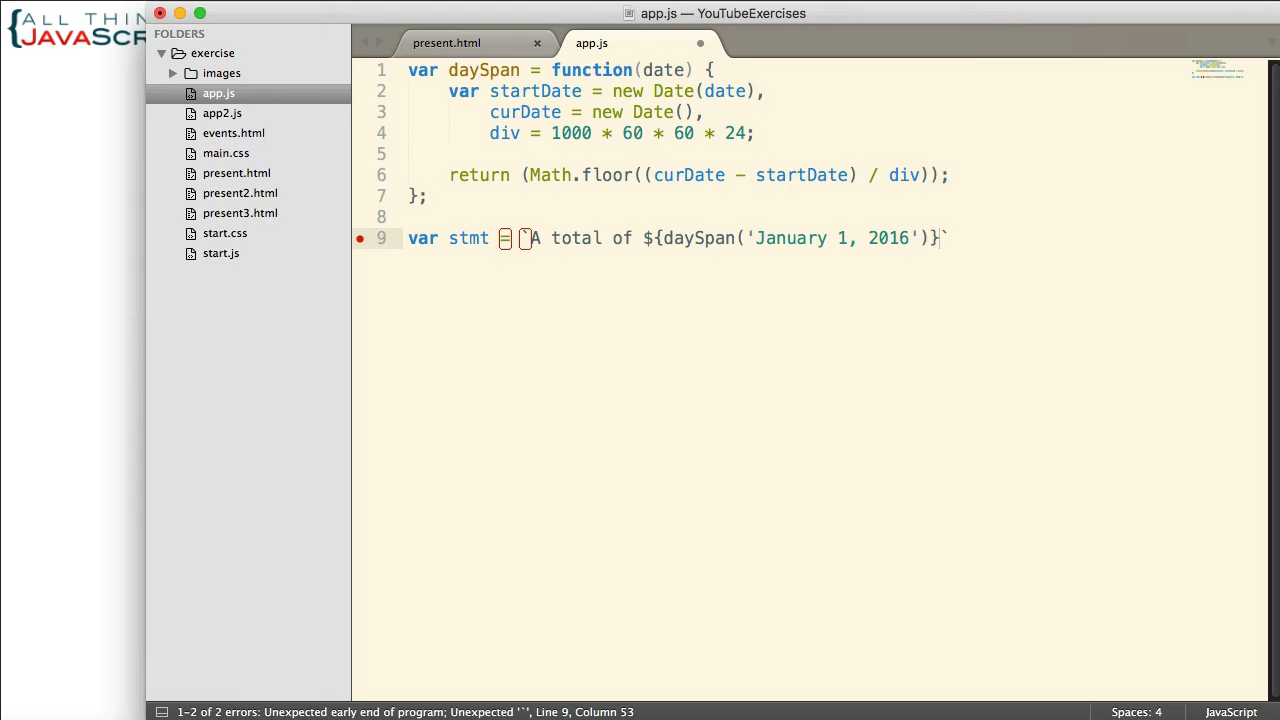 ALL THIN
{JAVASCR
app.js — YouTubeExercises
FOLDERS
exercise
images
app.js
app2.js
events.html
main.css
present.html
present2.html
present3.html
start.css
start.js
present.html × app.js
1 var daySpan = function(date) {
2 var startDate = new Date(date),
3 curDate = new Date(),
4 div = 1000 * 60 * 60 * 24;
5
6 return (Math.floor((curDate - startDate) / div));
7 };
8
9 var stmt = `A total of ${daySpan('January 1, 2016')}`
1-2 of 2 errors: Unexpected early end of program; Unexpected '`', Line 9, Column 53
Spaces: 4
JavaScript